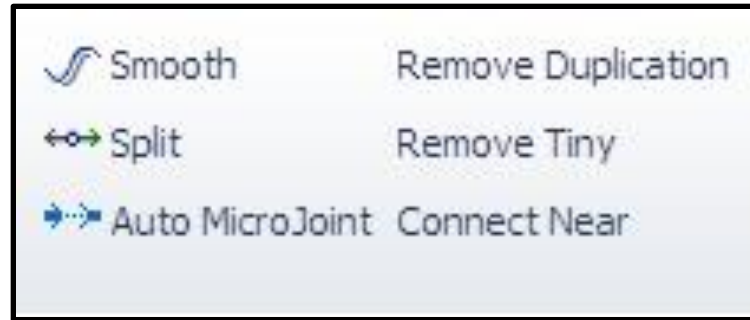 Smooth Remove Duplication
Split Remove Tiny
Auto MicroJoint Connect Near